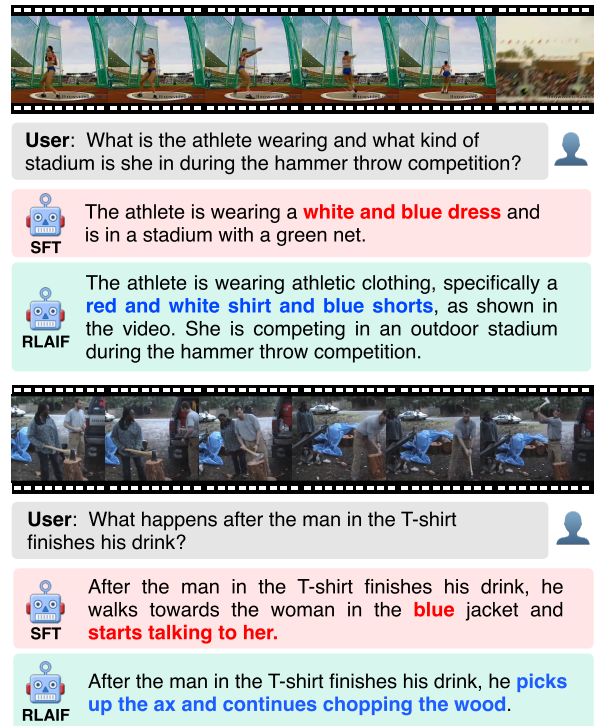 User: What is the athlete wearing and what kind of
stadium is she in during the hammer throw competition?
SFT
The athlete is wearing a white and blue dress and
is in a stadium with a green net.
RLAIF
The athlete is wearing athletic clothing, specifically a
red and white shirt and blue shorts, as shown in
the video. She is competing in an outdoor stadium
during the hammer throw competition.
User: What happens after the man in the T-shirt
finishes his drink?
SFT
After the man in the T-shirt finishes his drink, he
walks towards the woman in the blue jacket and
starts talking to her.
RLAIF
After the man in the T-shirt finishes his drink, he picks
up the ax and continues chopping the wood.